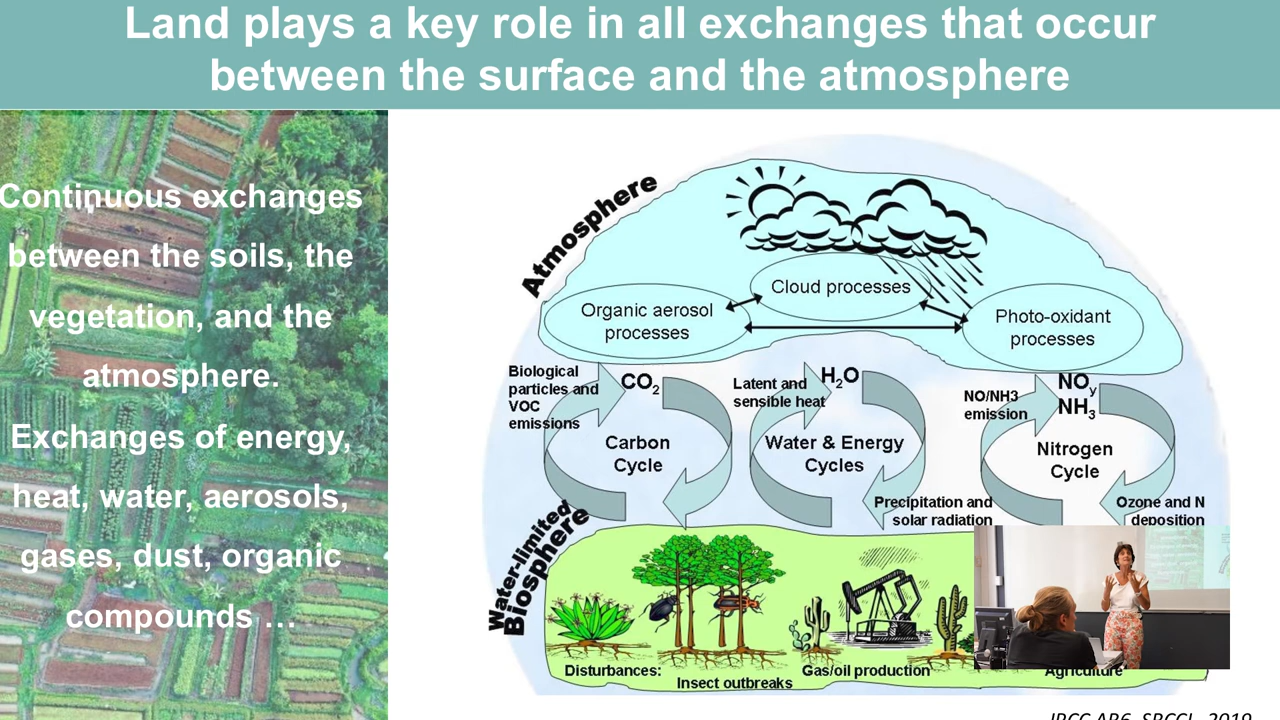 Land plays a key role in all exchanges that occur
between the surface and the atmosphere
Continuous exchanges
between the soils, the
vegetation, and the
atmosphere.
Exchanges of energy,
heat, water, aerosols,
gases, dust, organic
compounds …
Atmosphere
Cloud processes
Organic aerosol
processes
Photo-oxidant
processes
Biological
particles and
VOC
emissions
CO2
Carbon
Cycle
Latent and
sensible heat
H2O
Water & Energy
Cycles
Precipitation and
solar radiation
NO/NH3
emission
NOy
NH3
Nitrogen
Cycle
Ozone and N
deposition
Water-limited
Biosphere
Disturbances:
Insect outbreaks
Gas/oil production
Agriculture
IPCC AR6, SRCCL, 2019